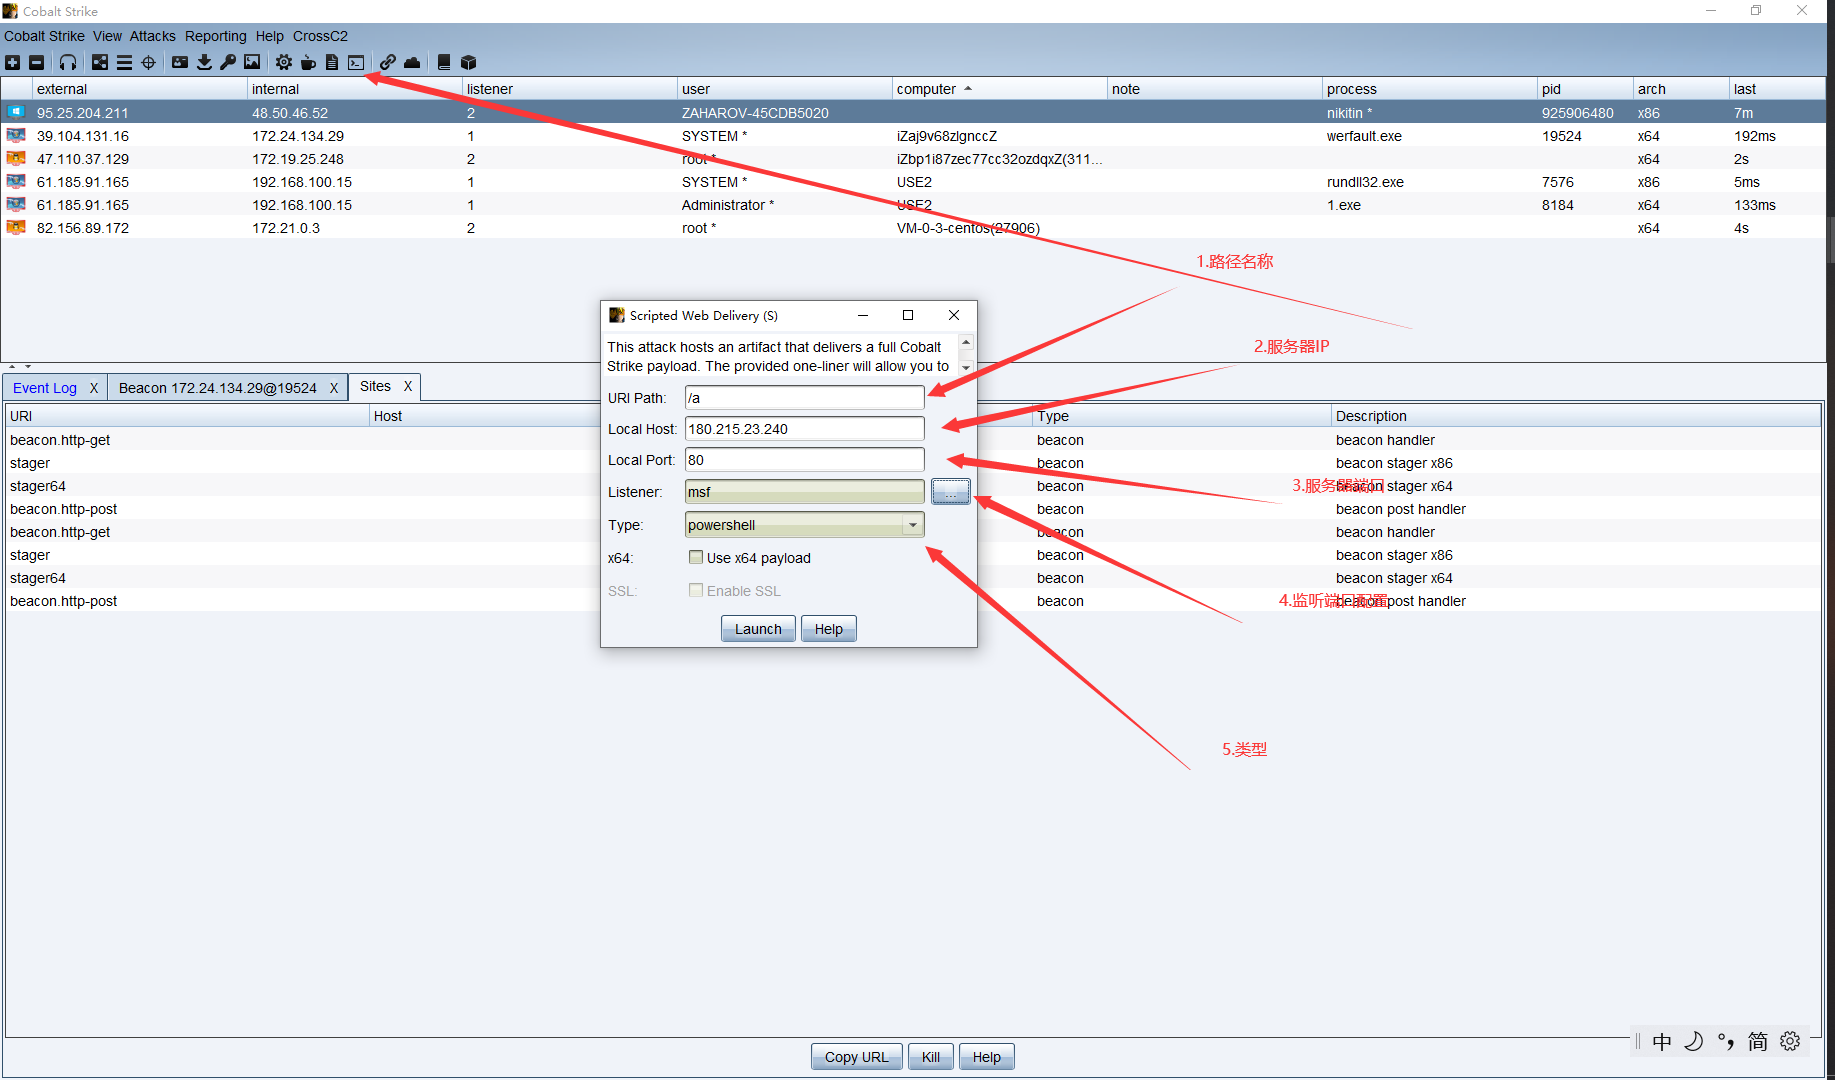 Cobalt Strike
Cobalt Strike View Attacks Reporting Help CrossC2
external internal listener user computer note process pid arch last
95.25.204.211 48.50.46.52 2 ZAHAROV-45CDB5020 nikitin * 925906480 x86 7m
39.104.131.16 172.24.134.29 1 SYSTEM * iZaj9v68zlgnccZ werfault.exe 19524 x64 192ms
47.110.37.129 172.19.25.248 2 root * iZbp1i87zec77cc32ozdqxZ(311... x64 2s
61.185.91.165 192.168.100.15 1 SYSTEM * USE2 rundll32.exe 7576 x86 5ms
61.185.91.165 192.168.100.15 1 Administrator * USE2 1.exe 8184 x64 133ms
82.156.89.172 172.21.0.3 2 root * VM-0-3-centos(27906) x64 4s
1.路径名称
Scripted Web Delivery (S)
This attack hosts an artifact that delivers a full Cobalt
Strike payload. The provided one-liner will allow you to
2.服务器IP
URI Path: /a
Local Host: 180.215.23.240
Local Port: 80
3.服务器端口
Listener: msf ...
Type: powershell
x64: Use x64 payload
SSL: Enable SSL
4.监听端口配置
Launch Help
5.类型
Event Log X Beacon 172.24.134.29@19524 X Sites X
URI Host Type Description
beacon.http-get beacon beacon handler
stager beacon beacon stager x86
stager64 beacon beacon stager x64
beacon.http-post beacon beacon post handler
beacon.http-get beacon beacon handler
stager beacon beacon stager x86
stager64 beacon beacon stager x64
beacon.http-post beacon beacon post handler
中 简
Copy URL Kill Help